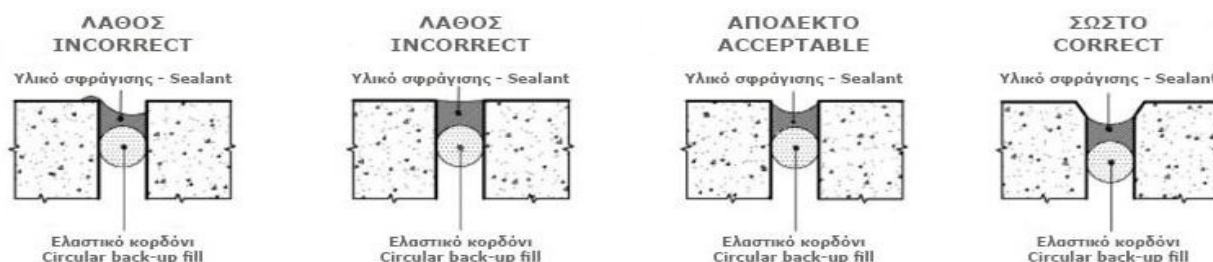 ΛΑΘΟΣ
INCORRECT
Υλικό σφράγισης - Sealant
Ελαστικό κορδόνι
Circular back-up fill
ΛΑΘΟΣ
INCORRECT
Υλικό σφράγισης - Sealant
Ελαστικό κορδόνι
Circular back-up fill
ΑΠΟΔΕΚΤΟ
ACCEPTABLE
Υλικό σφράγισης - Sealant
Ελαστικό κορδόνι
Circular back-up fill
ΣΩΣΤΟ
CORRECT
Υλικό σφράγισης - Sealant
Ελαστικό κορδόνι
Circular back-up fill